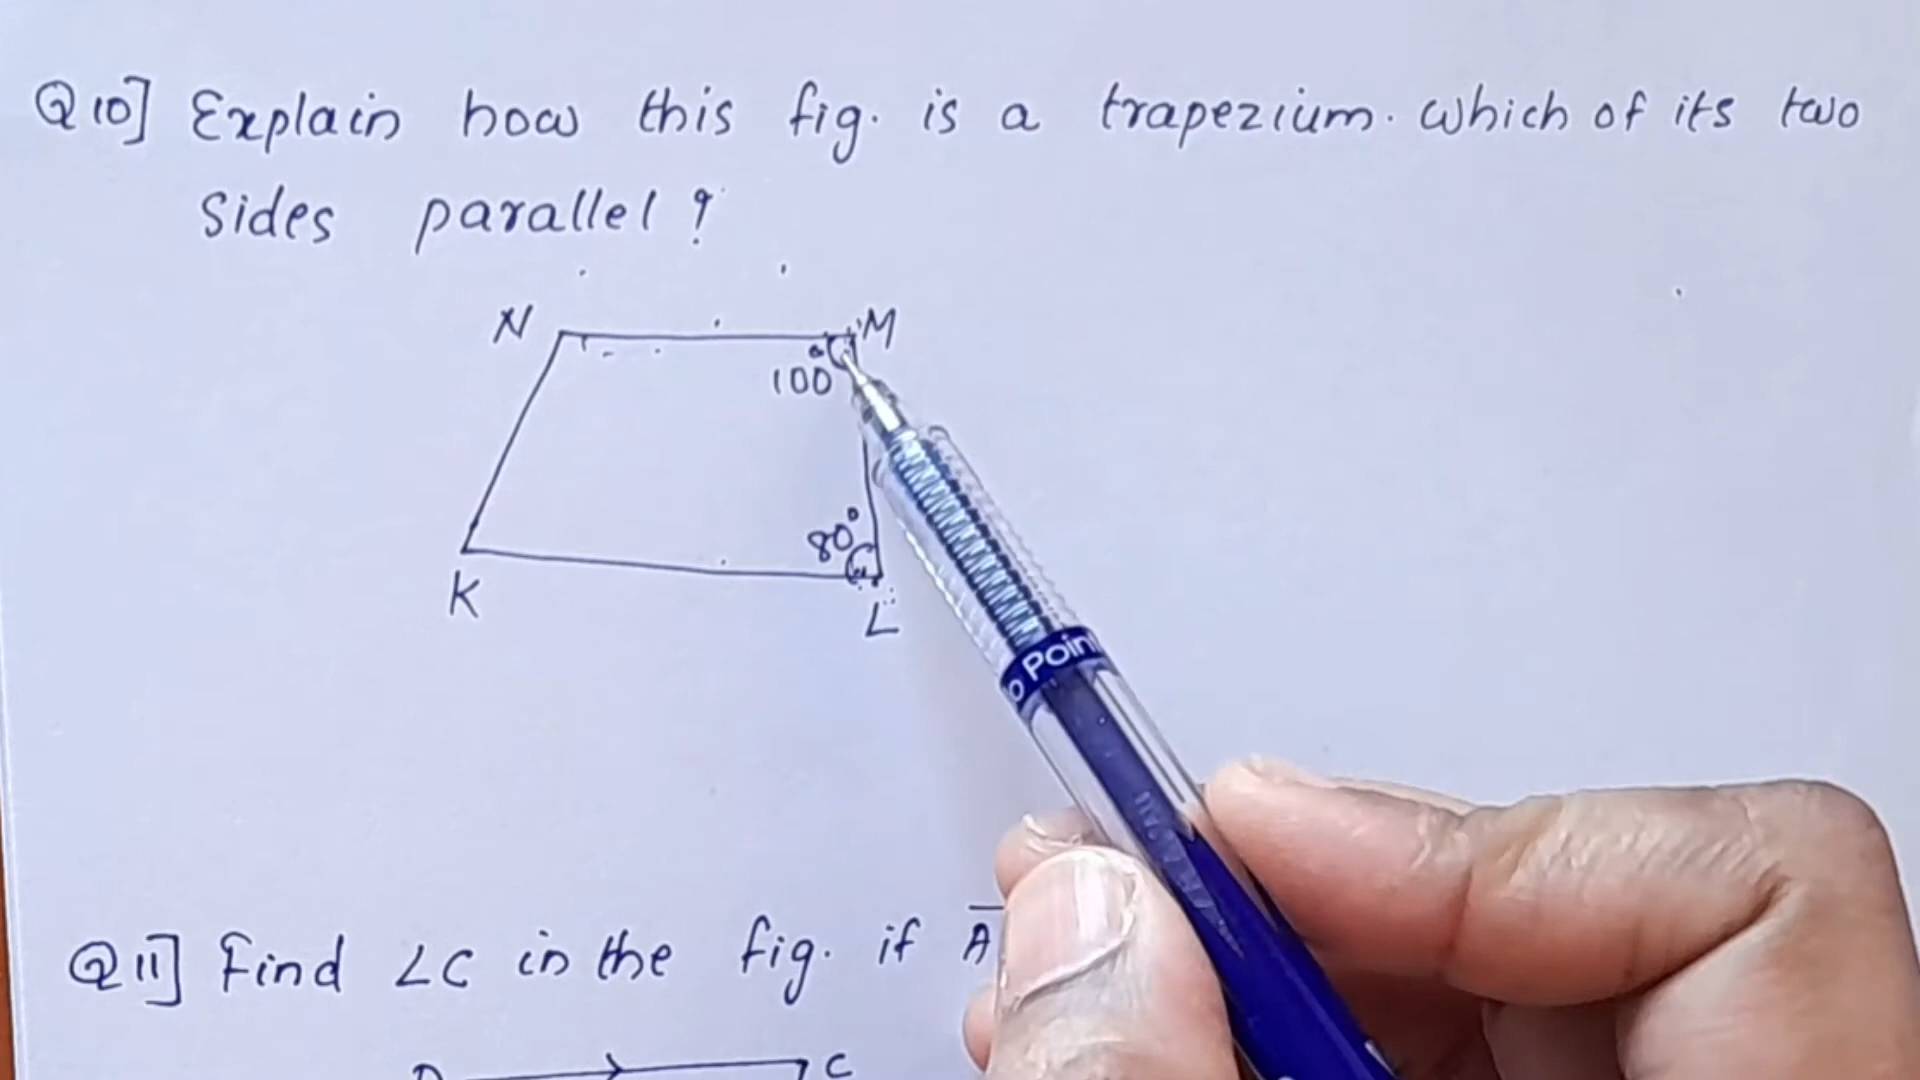 Q10] Explain how this fig. is a trapezium. which of its two
sides parallel ?
N
M
100°
80°
K
L
Point
Q11] Find ∠C in the fig. if A
C